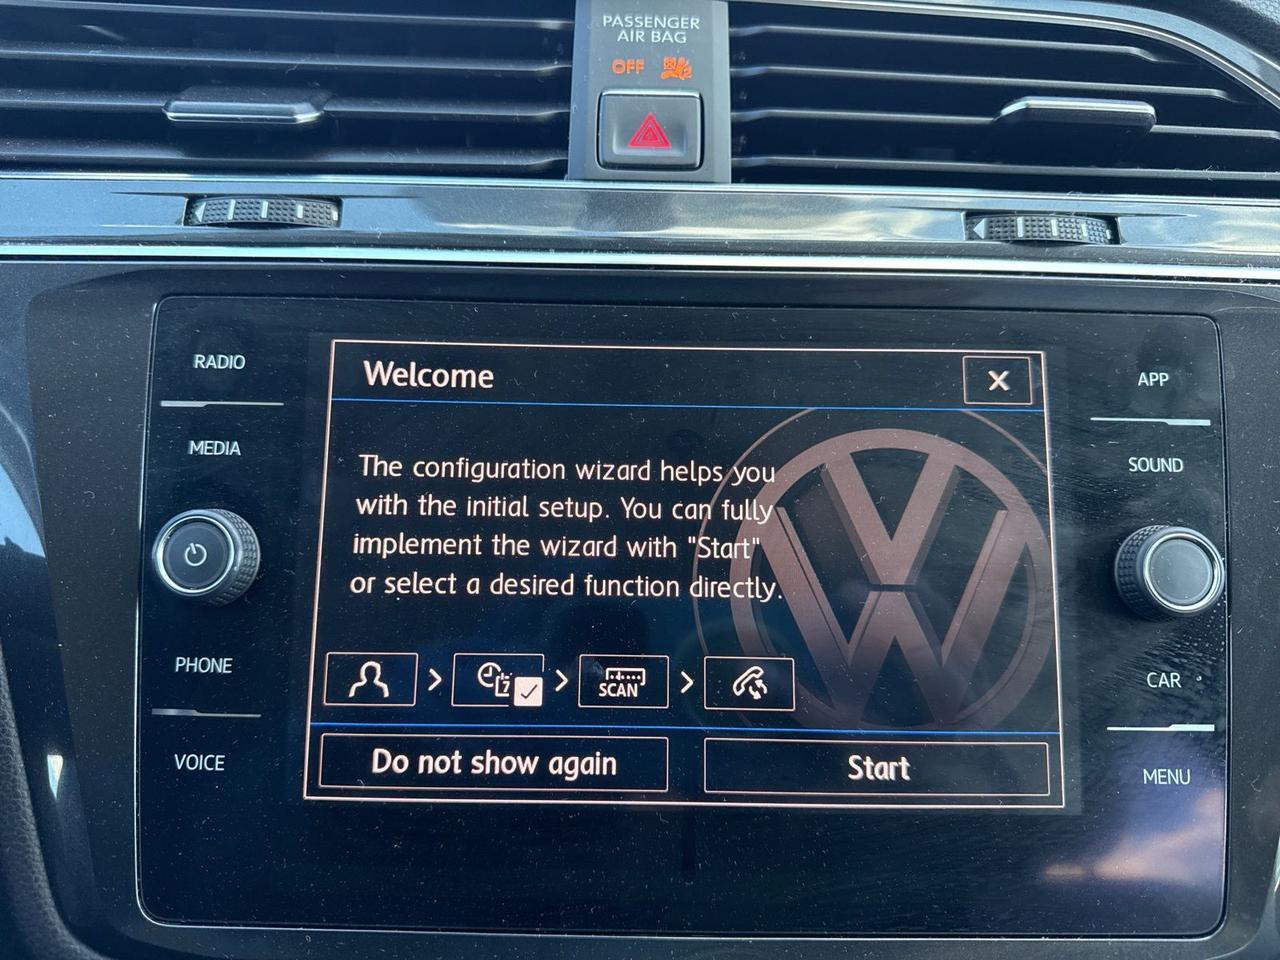 PASSENGER
AIR BAG
OFF
RADIO
MEDIA
PHONE
VOICE
Welcome
The configuration wizard helps you
with the initial setup. You can fully
implement the wizard with "Start"
or select a desired function directly.
SCAN
Do not show again
Start
APP
SOUND
CAR
MENU